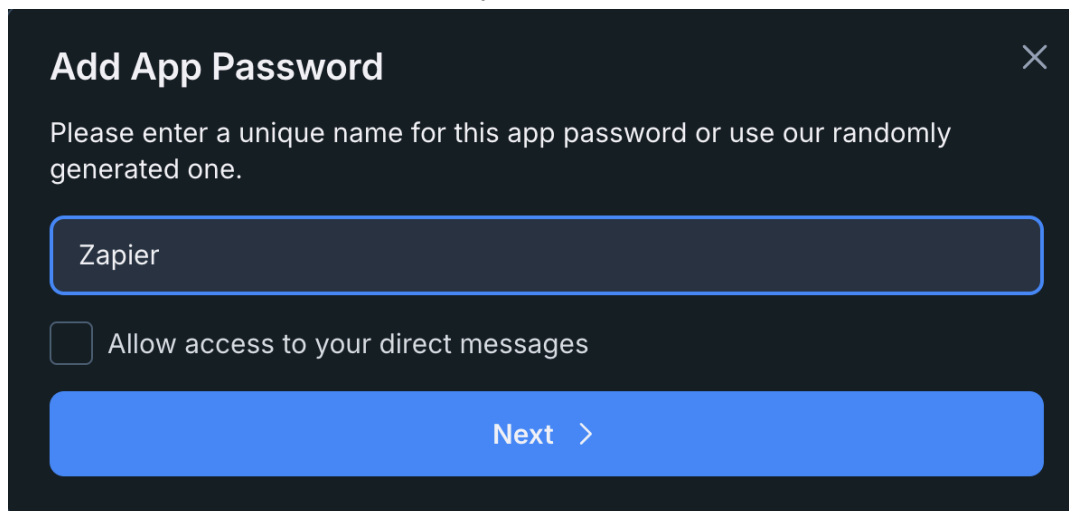 Add App Password
Please enter a unique name for this app password or use our randomly
generated one.
Zapier
Allow access to your direct messages
Next